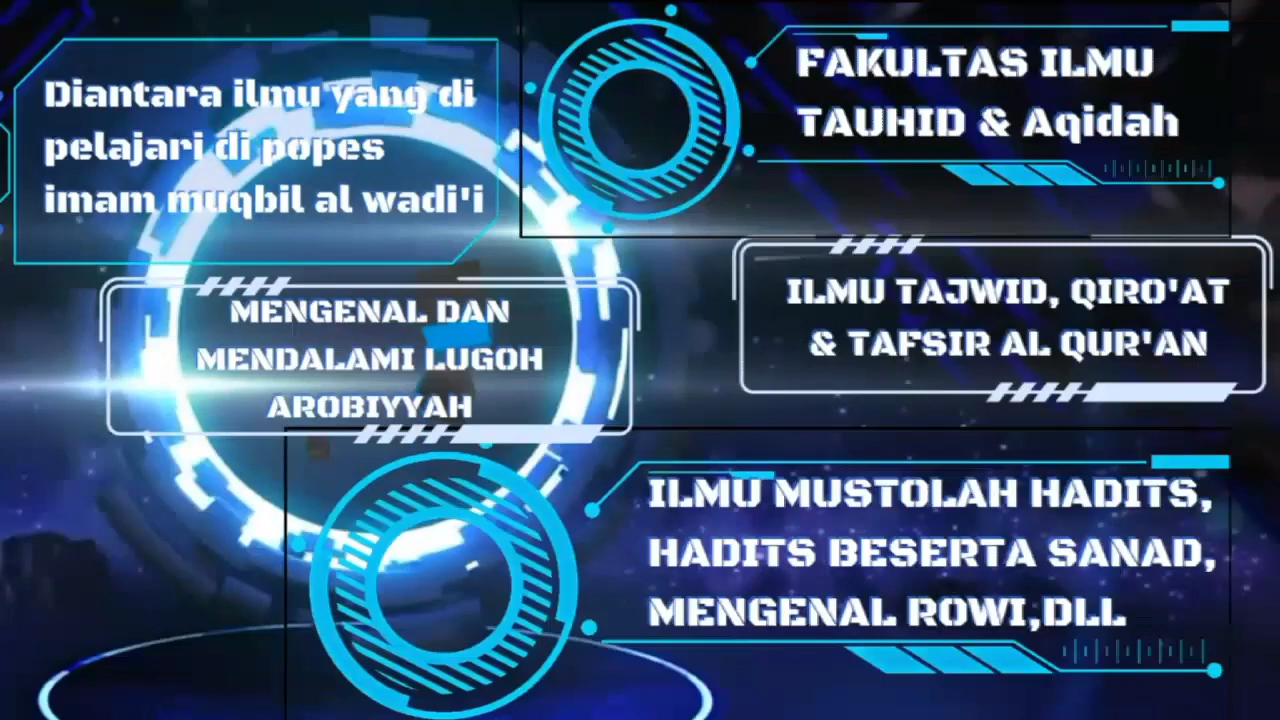 Diantara ilmu yang di
pelajari di popes
imam muqbil al wadi'i
FAKULTAS ILMU
TAUHID & Aqidah
MENGENAL DAN
MENDALAMI LUGOH
AROBIYYAH
ILMU TAJWID, QIRO'AT
& TAFSIR AL QUR'AN
ILMU MUSTOLAH HADITS,
HADITS BESERTA SANAD,
MENGENAL ROWI,DLL